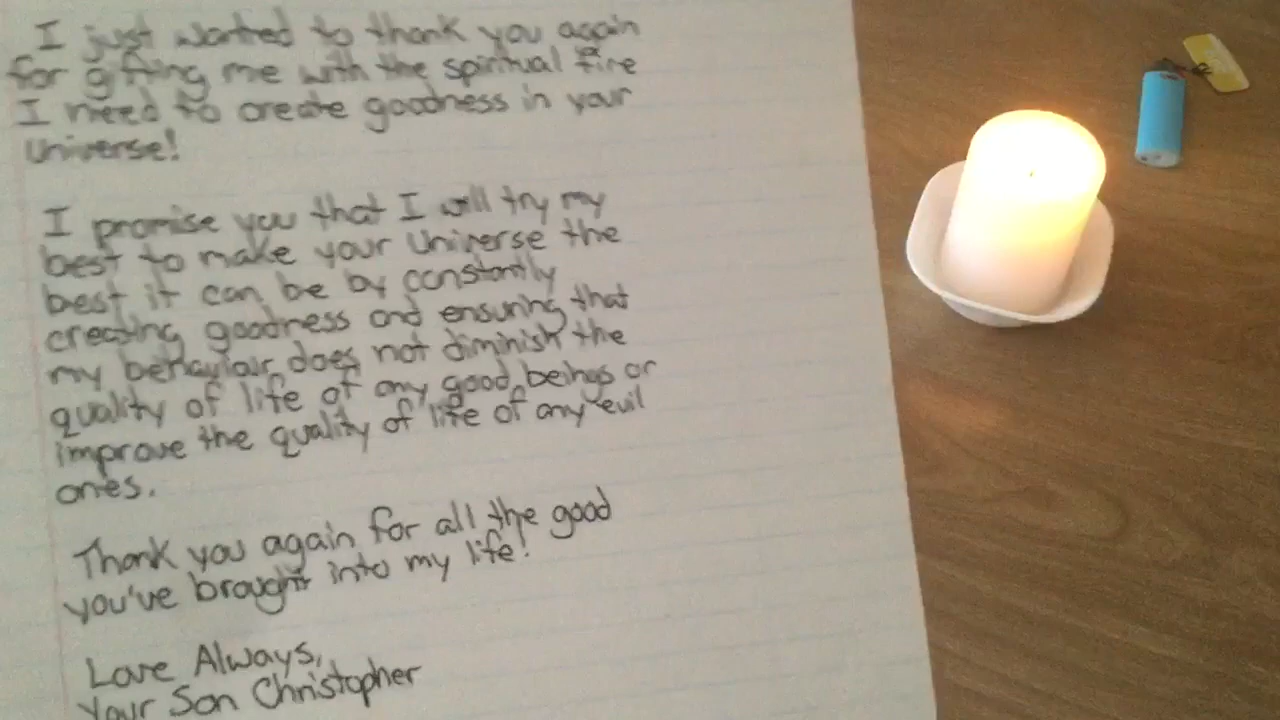 I just wanted to thank you again
for gifting me with the spiritual fire
I need to create goodness in your
Universe!
I promise you that I will try my
best to make your Universe the
best it can be by constantly
creating goodness and ensuring that
my behaviour does not diminish the
quality of life of any good beings or
improve the quality of life of any evil
ones.
Thank you again for all the good
you've brought into my life!
Love Always,
Your Son Christopher